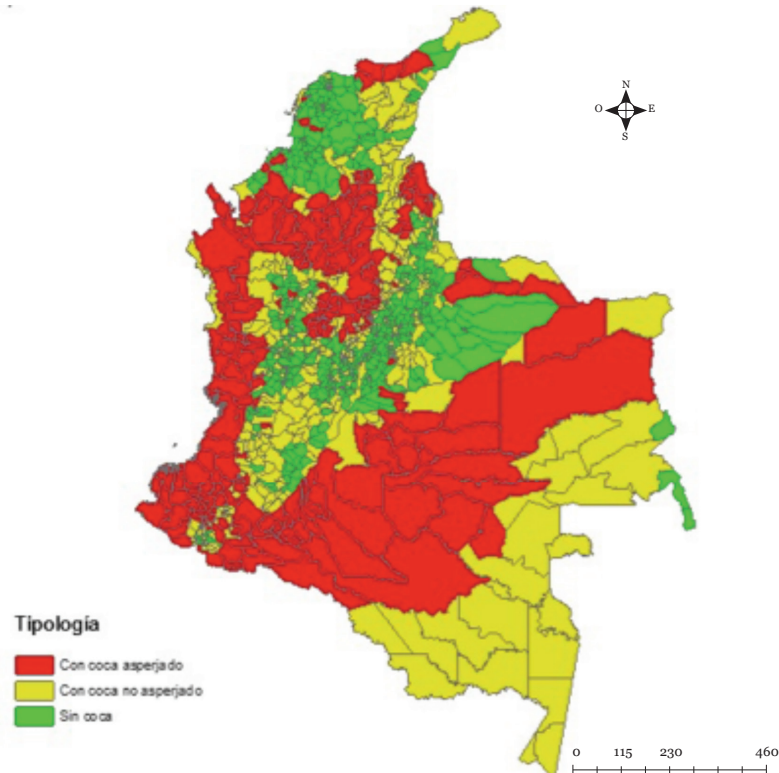 N
O E
S
Tipología
Con coca asperjado
Con coca no asperjado
Sin coca
0 115 230 460